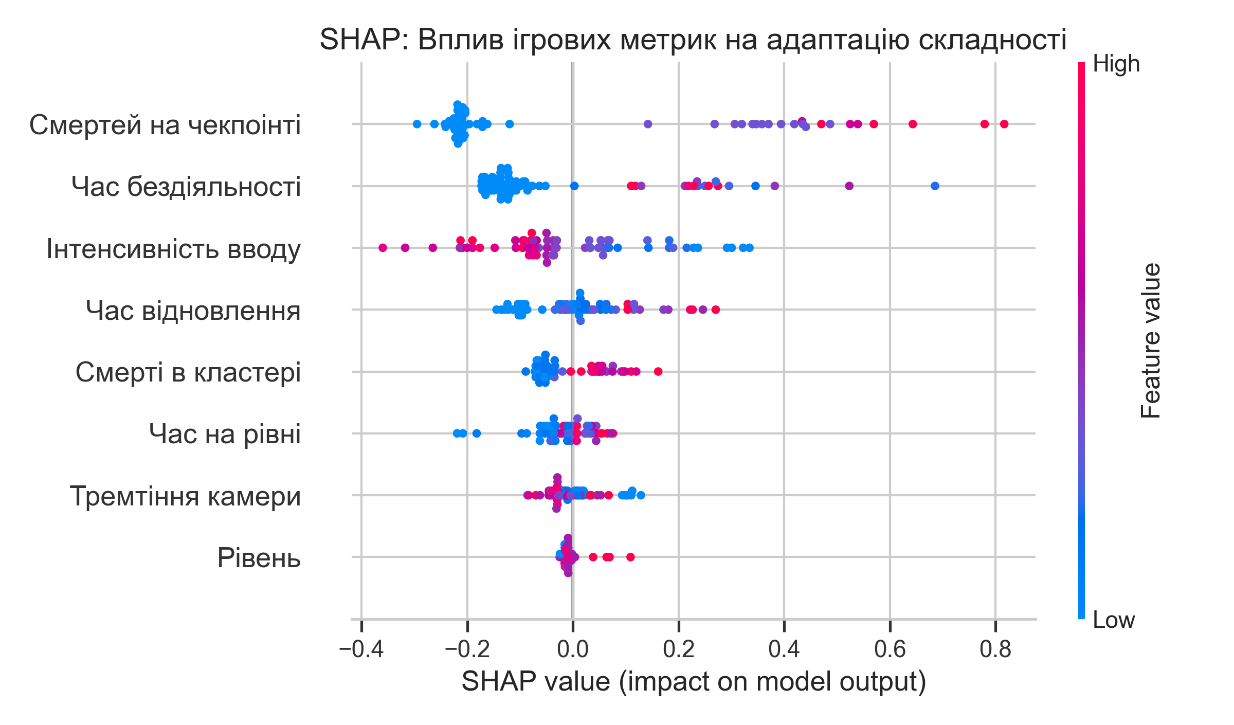 SHAP: Вплив ігрових метрик на адаптацію складності
High
Смертей на чекпоінті
Час бездіяльності
Інтенсивність вводу
Час відновлення
Смерті в кластері
Час на рівні
Тремтіння камери
Рівень
Feature value
Low
−0.4 −0.2 0.0 0.2 0.4 0.6 0.8
SHAP value (impact on model output)